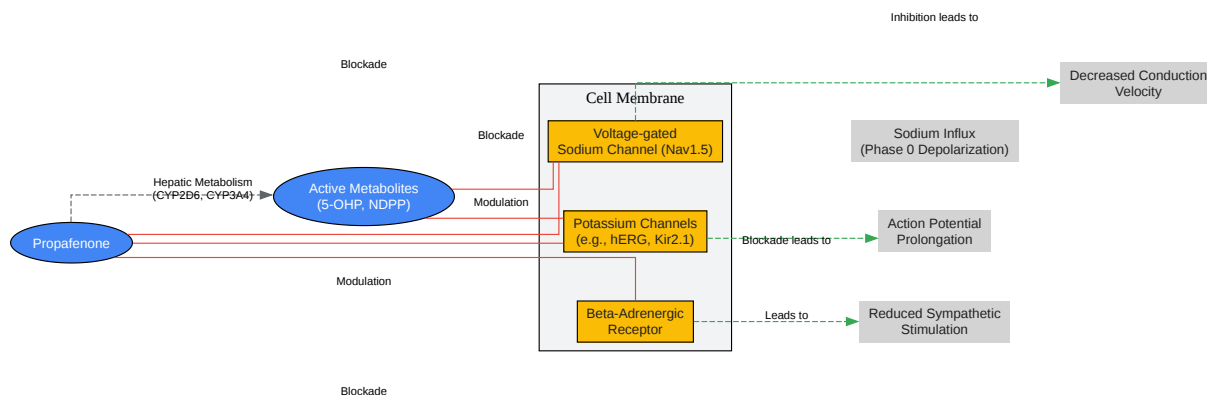 Inhibition leads to
Blockade
Decreased Conduction
Velocity
Cell Membrane
Voltage-gated
Sodium Channel (Nav1.5)
Blockade
Sodium Influx
(Phase 0 Depolarization)
Hepatic Metabolism
(CYP2D6, CYP3A4)
Active Metabolites
(5-OHP, NDPP)
Modulation
Potassium Channels
(e.g., hERG, Kir2.1)
Action Potential
Prolongation
Blockade leads to
Propafenone
Modulation
Beta-Adrenergic
Receptor
Leads to
Reduced Sympathetic
Stimulation
Blockade